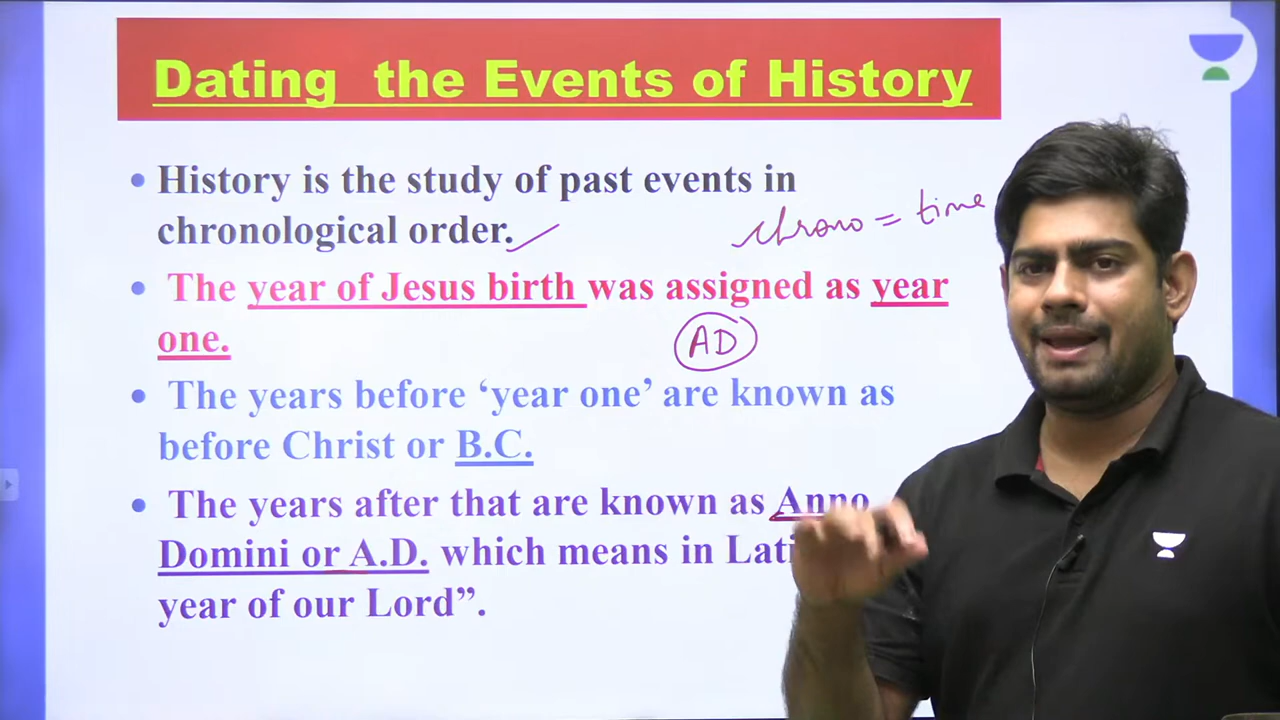 Dating the Events of History
• History is the study of past events in
chronological order.
chrono = time
• The year of Jesus birth was assigned as year
one.
AD
• The years before ‘year one’ are known as
before Christ or B.C.
• The years after that are known as Anno
Domini or A.D. which means in
year of our Lord”.